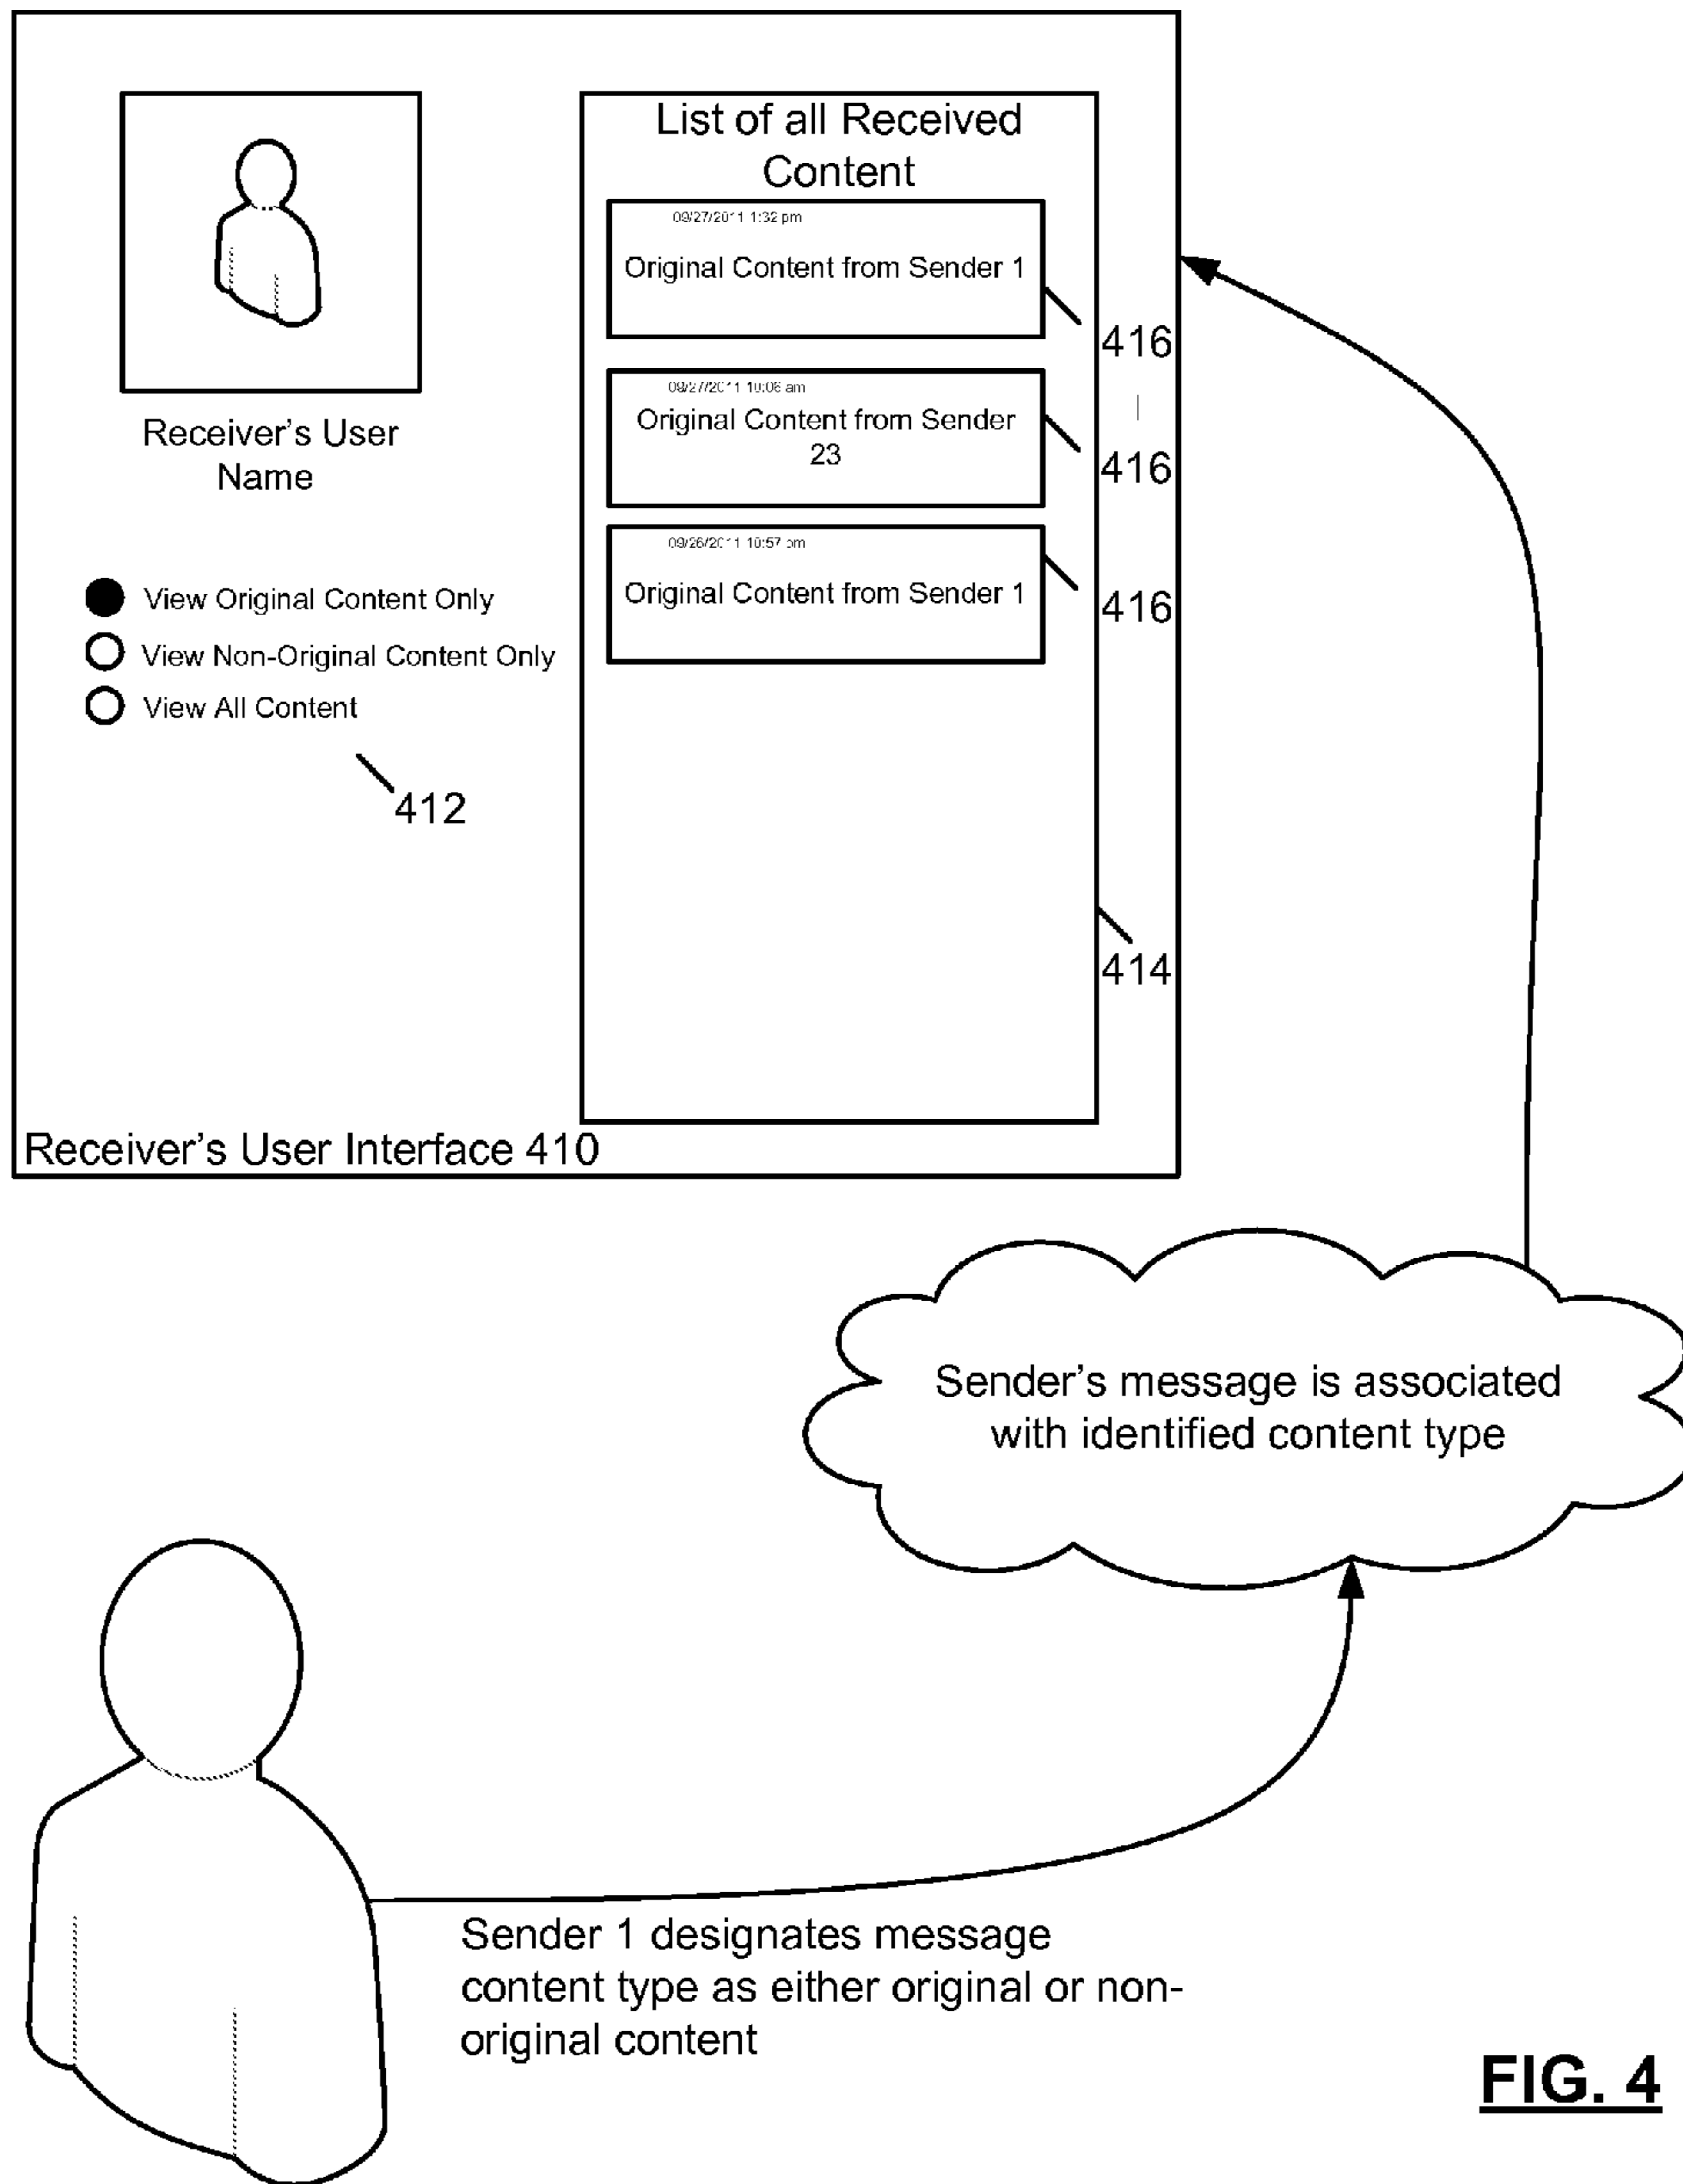 List of all Received
Content
09/27/2011 1:32 pm
Original Content from Sender 1
416
09/27/2011 10:06 am
Original Content from Sender
23
416
09/26/2011 10:57 pm
Original Content from Sender 1
416
Receiver's User
Name
View Original Content Only
View Non-Original Content Only
View All Content
412
414
Receiver's User Interface 410
Sender's message is associated
with identified content type
Sender 1 designates message
content type as either original or non-
original content
FIG. 4